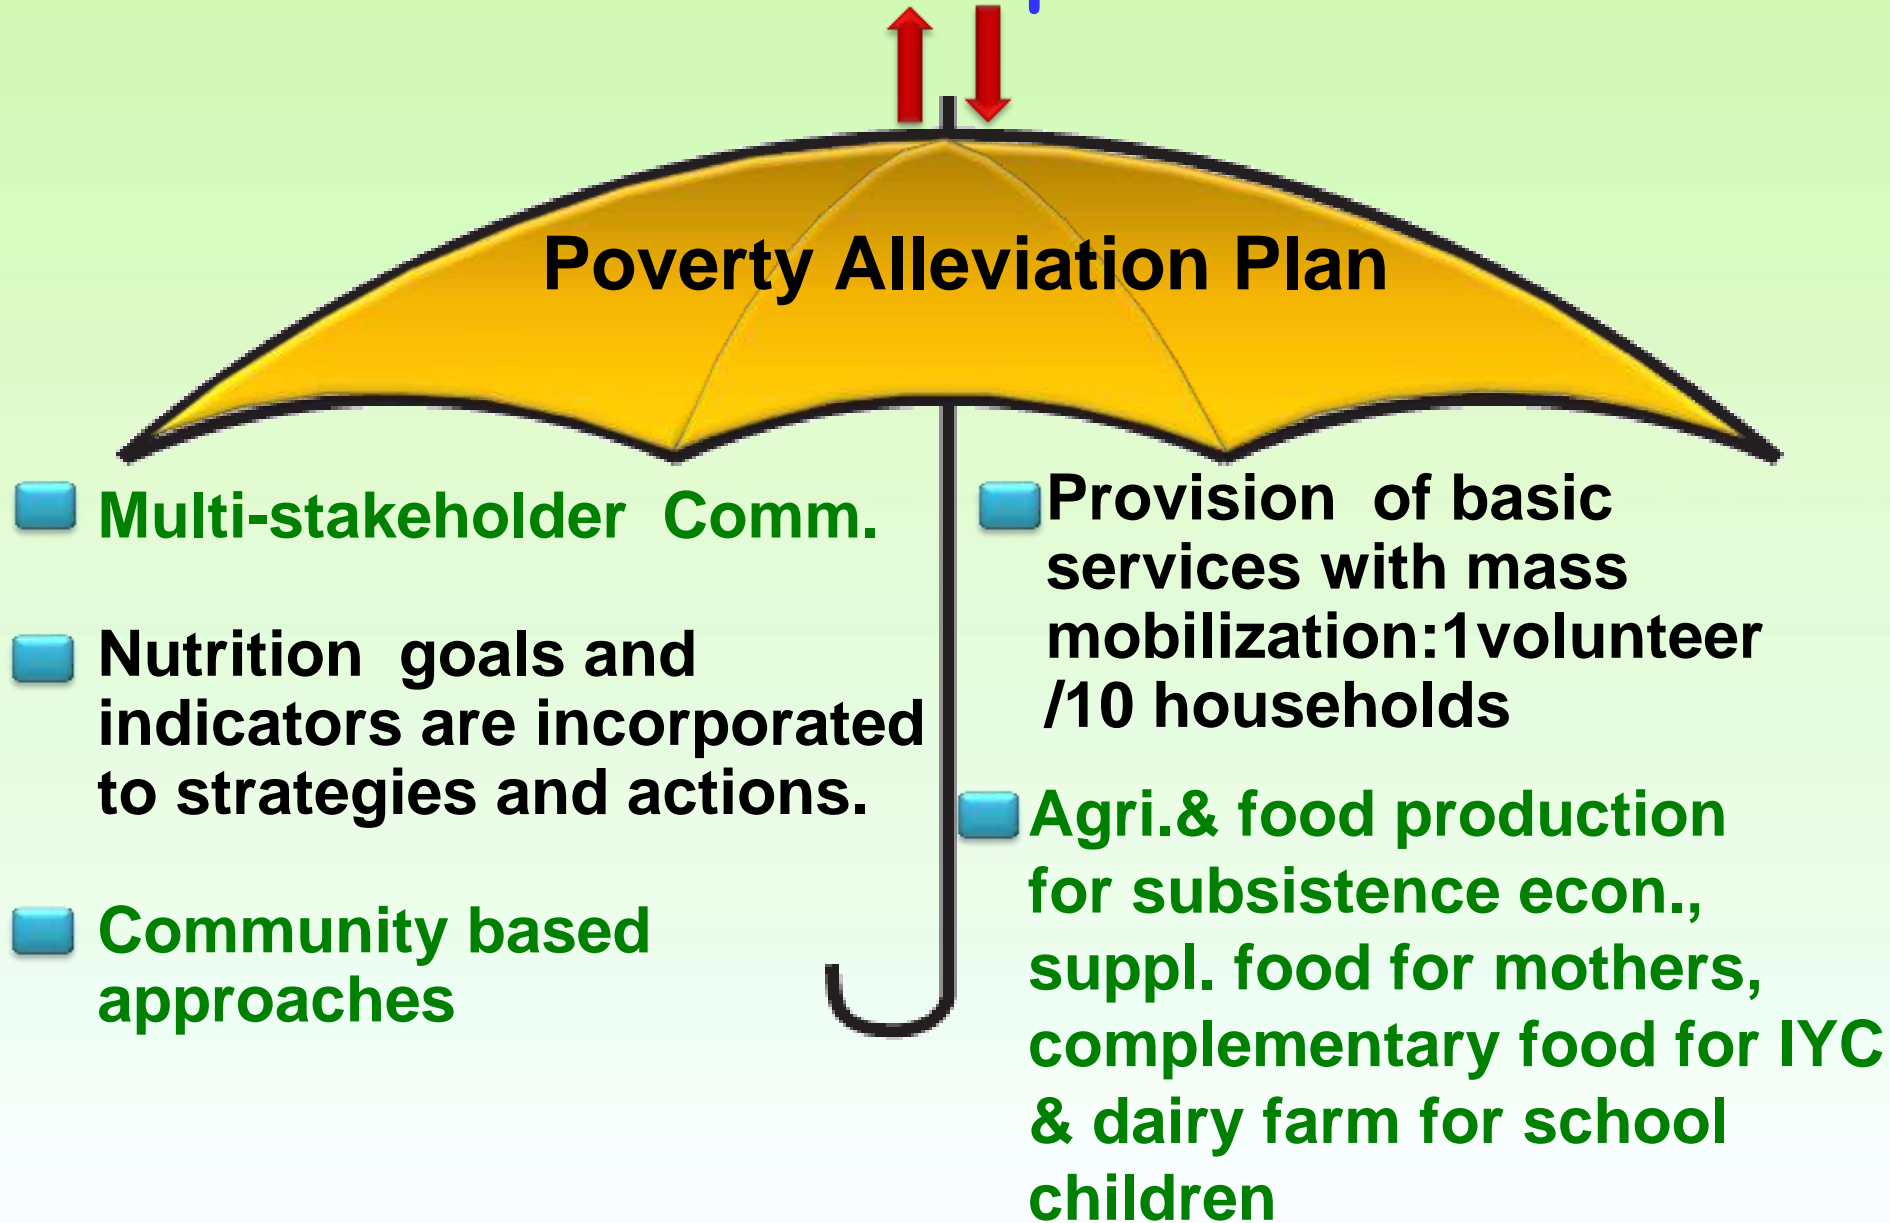 Poverty Alleviation Plan
Multi-stakeholder Comm.
Nutrition goals and
indicators are incorporated
to strategies and actions.
Community based
approaches
Provision of basic
services with mass
mobilization:1volunteer
/10 households
Agri.& food production
for subsistence econ.,
suppl. food for mothers,
complementary food for IYC
& dairy farm for school
children